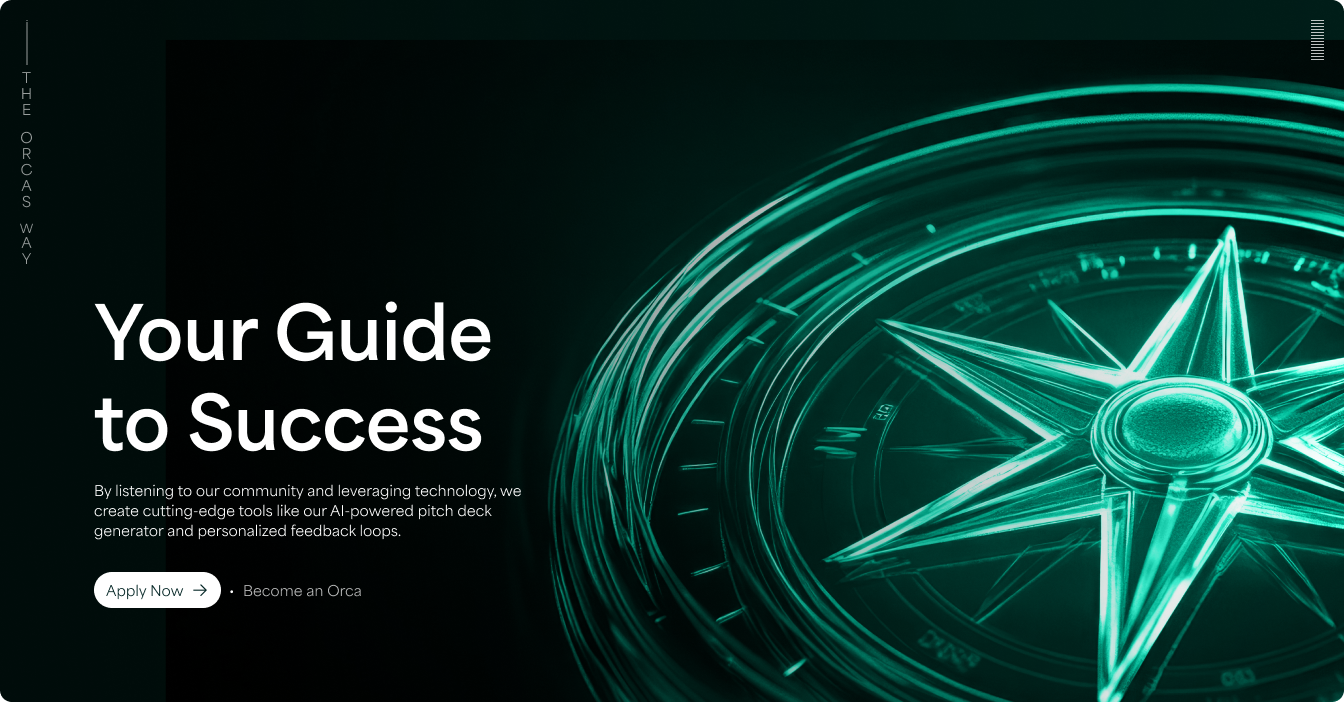 THE ORCAS WAY
Your Guide
to Success
By listening to our community and leveraging technology, we
create cutting-edge tools like our AI-powered pitch deck
generator and personalized feedback loops.
Apply Now → • Become an Orca